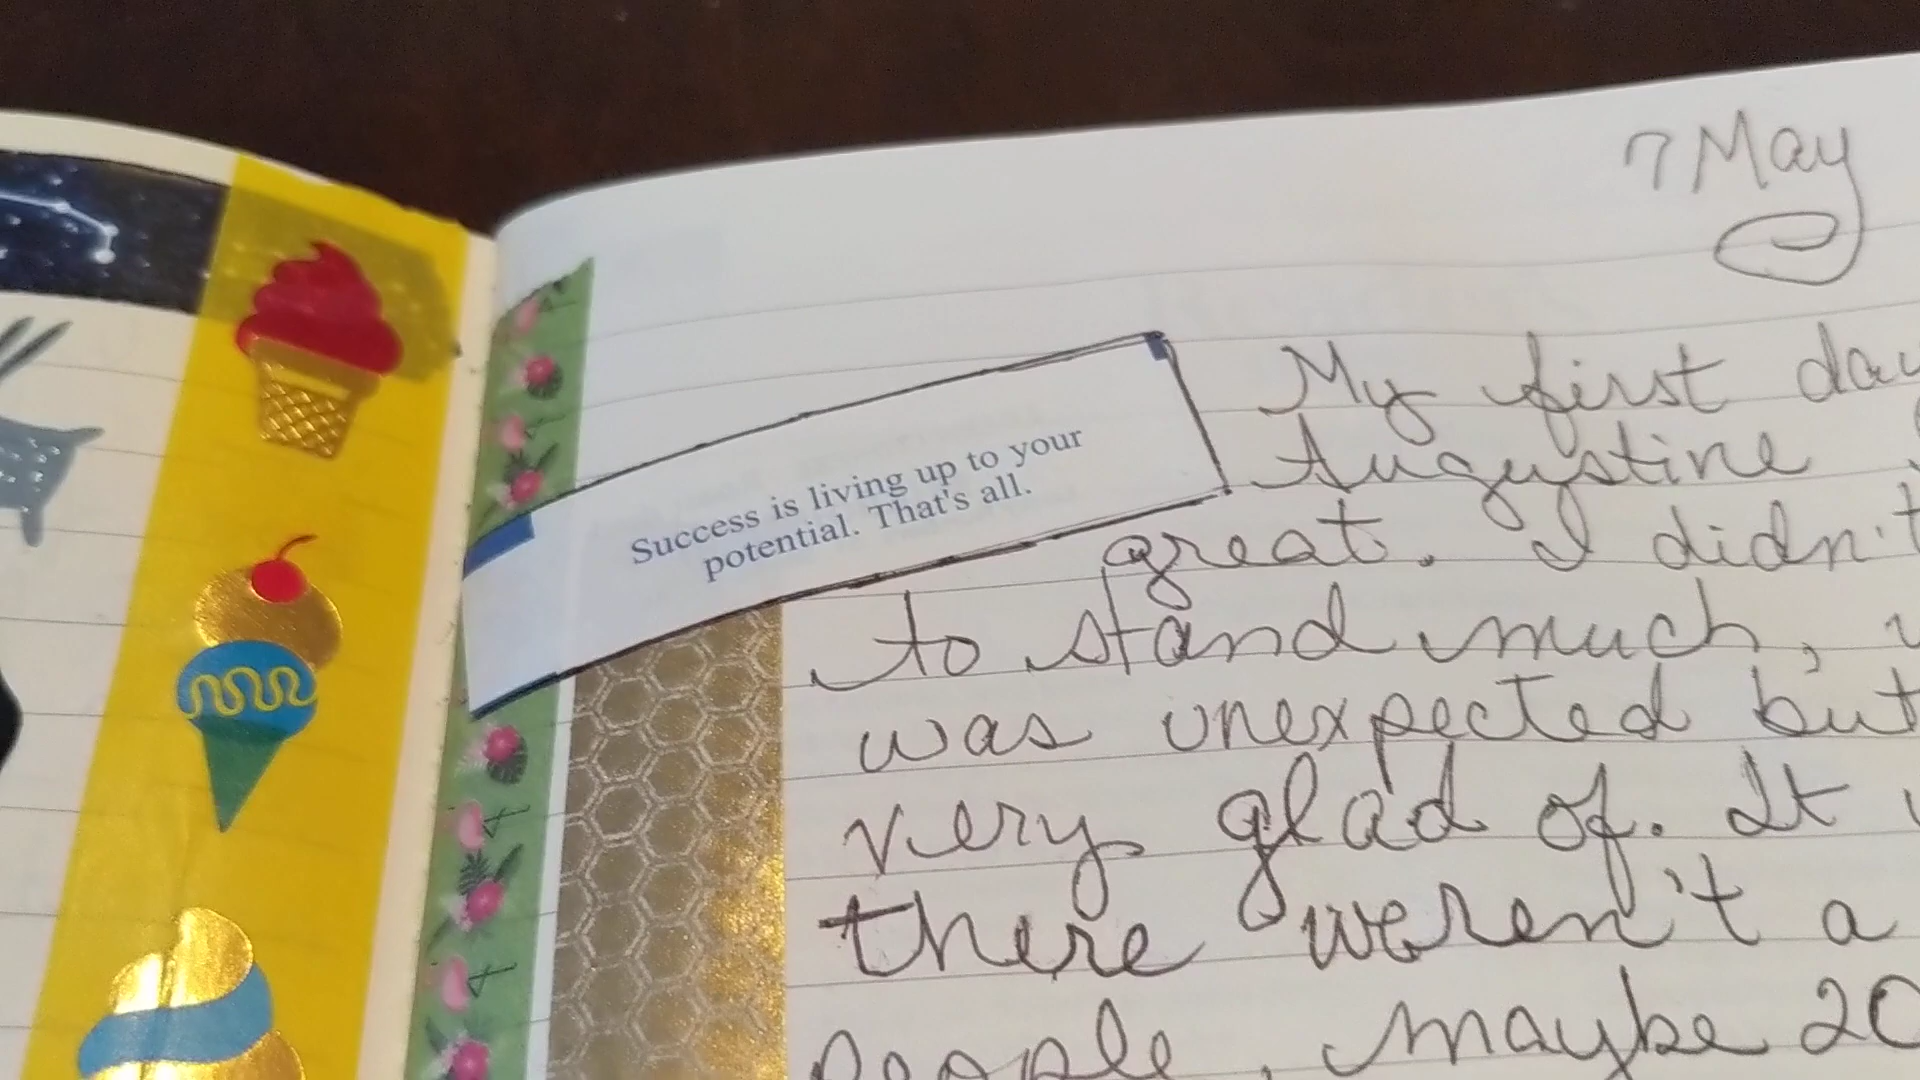 7 May
Success is living up to your
potential. That's all.
My first day
Augustine
great. I didn't
to stand much,
was unexpected but
very glad of. It
there weren't a
people, maybe 20